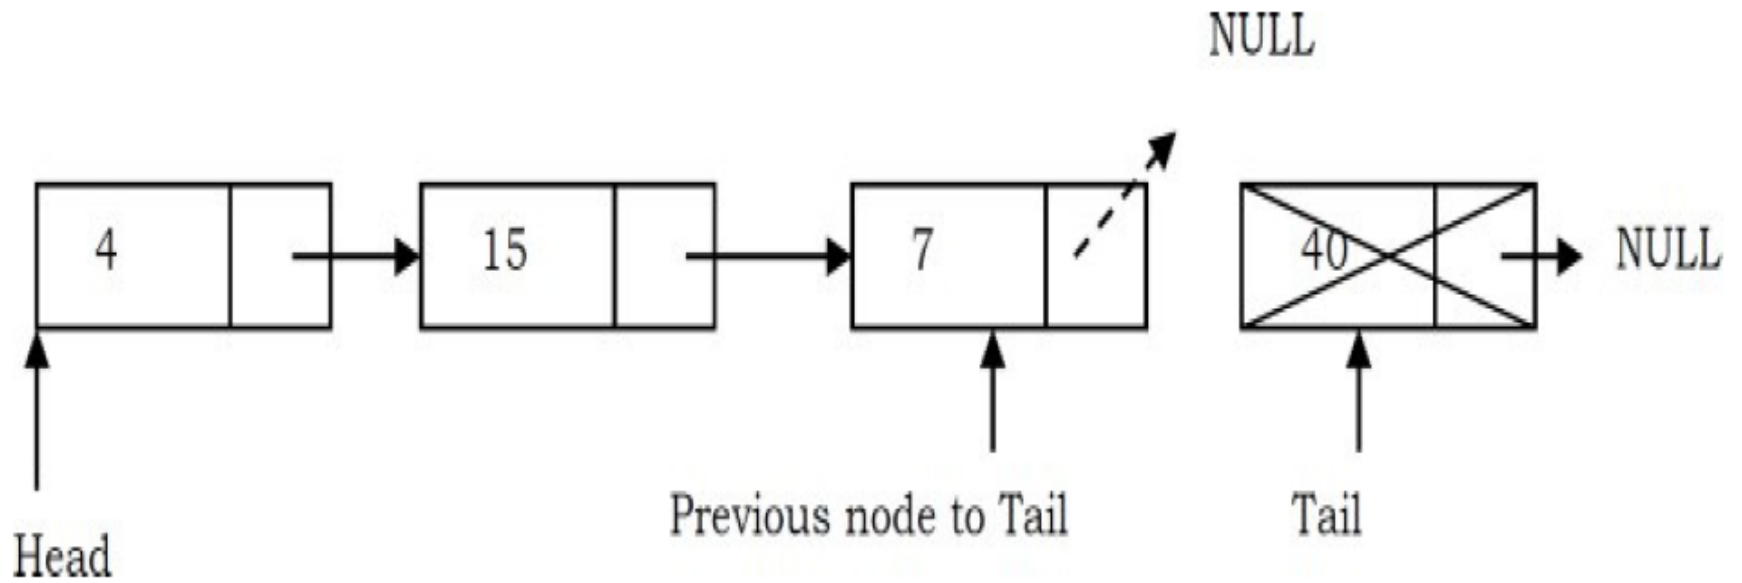 NULL
4
15
7
40
NULL
Previous node to Tail
Tail
Head